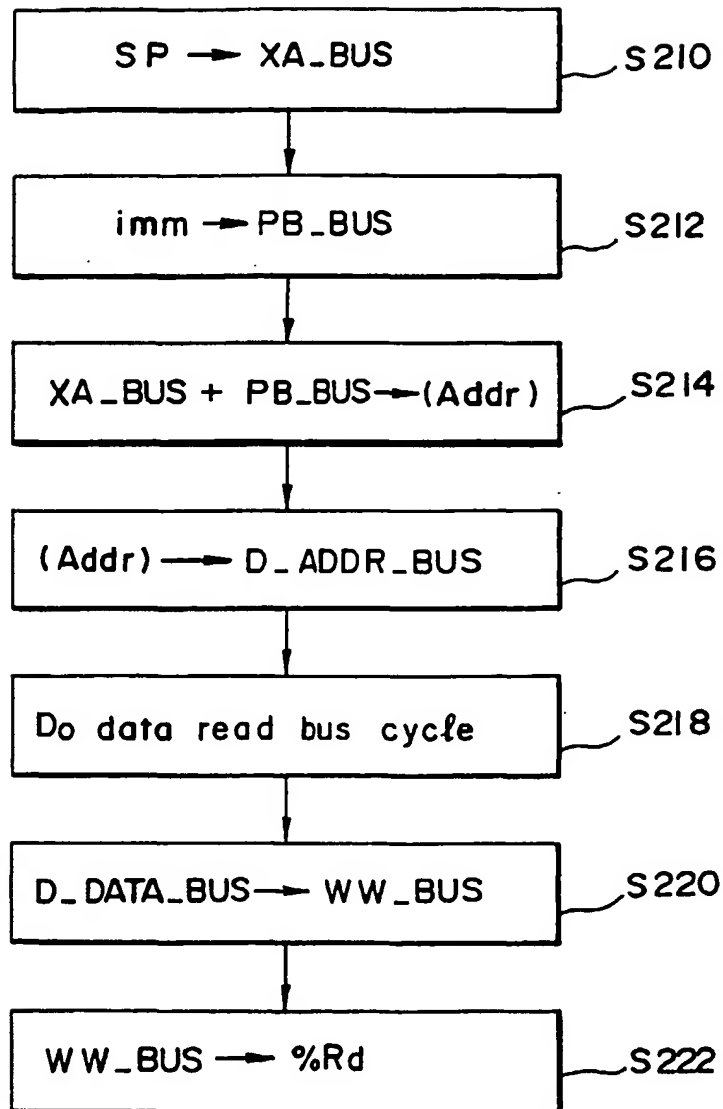 SP → XA_BUS S210
imm → PB_BUS S212
XA_BUS + PB_BUS → (Addr) S214
(Addr) → D_ADDR_BUS S216
Do data read bus cycle S218
D_DATA_BUS → WW_BUS S220
WW_BUS → %Rd S222